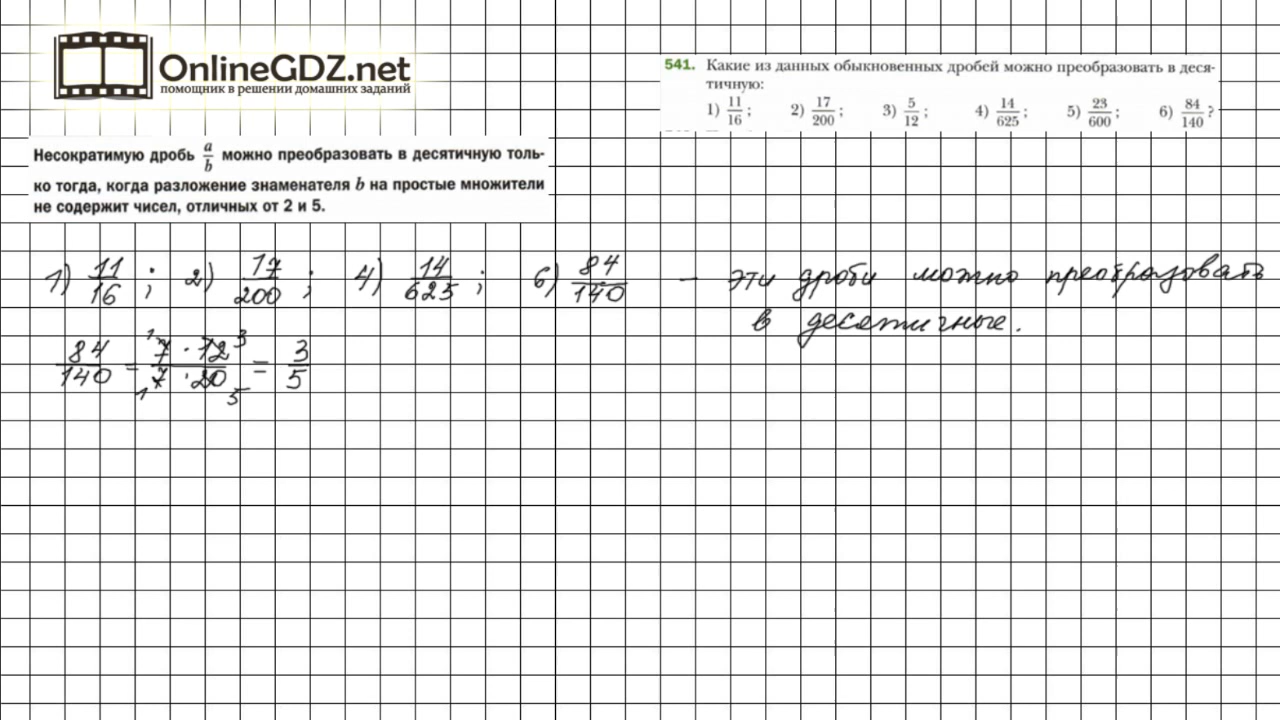 OnlineGDZ.net
помощник в решении домашних заданий
541. Какие из данных обыкновенных дробей можно преобразовать в деся-
тичную:
1) 11/16; 2) 17/200; 3) 5/12; 4) 14/625; 5) 23/600; 6) 84/140?
Несократимую дробь a/b можно преобразовать в десятичную толь-
ко тогда, когда разложение знаменателя b на простые множители
не содержит чисел, отличных от 2 и 5.
1) 11/16; 2) 17/200; 4) 14/625; 6) 84/140 – эти дроби можно преобразовать
в десятичные.
84/140 = 7 · 12/7 · 20 = 3/5